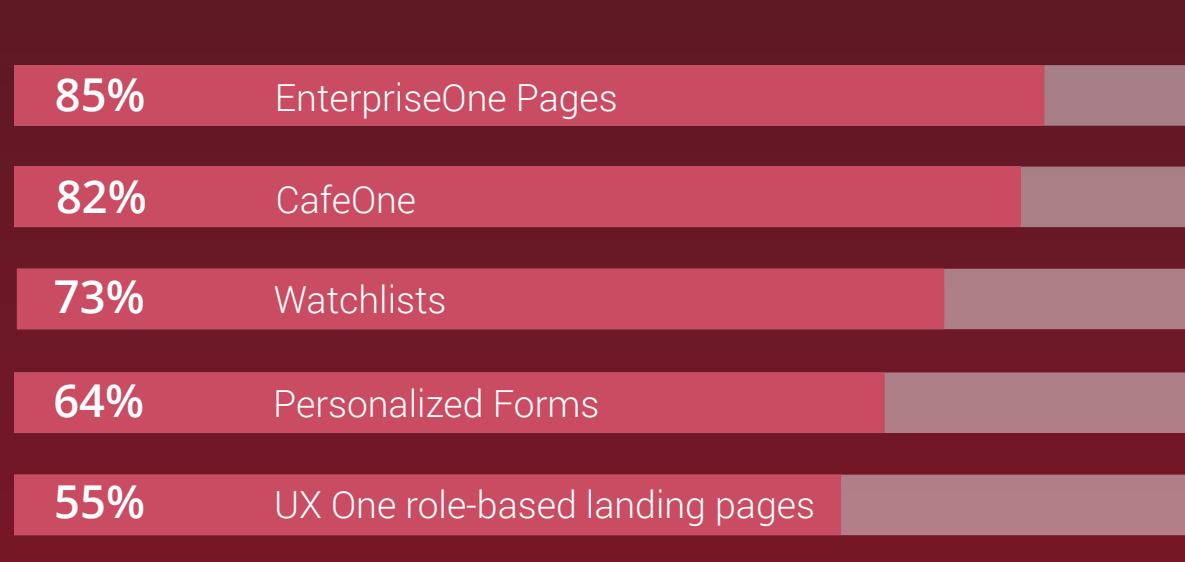 85% EnterpriseOne Pages
82% CafeOne
73% Watchlists
64% Personalized Forms
55% UX One role-based landing pages